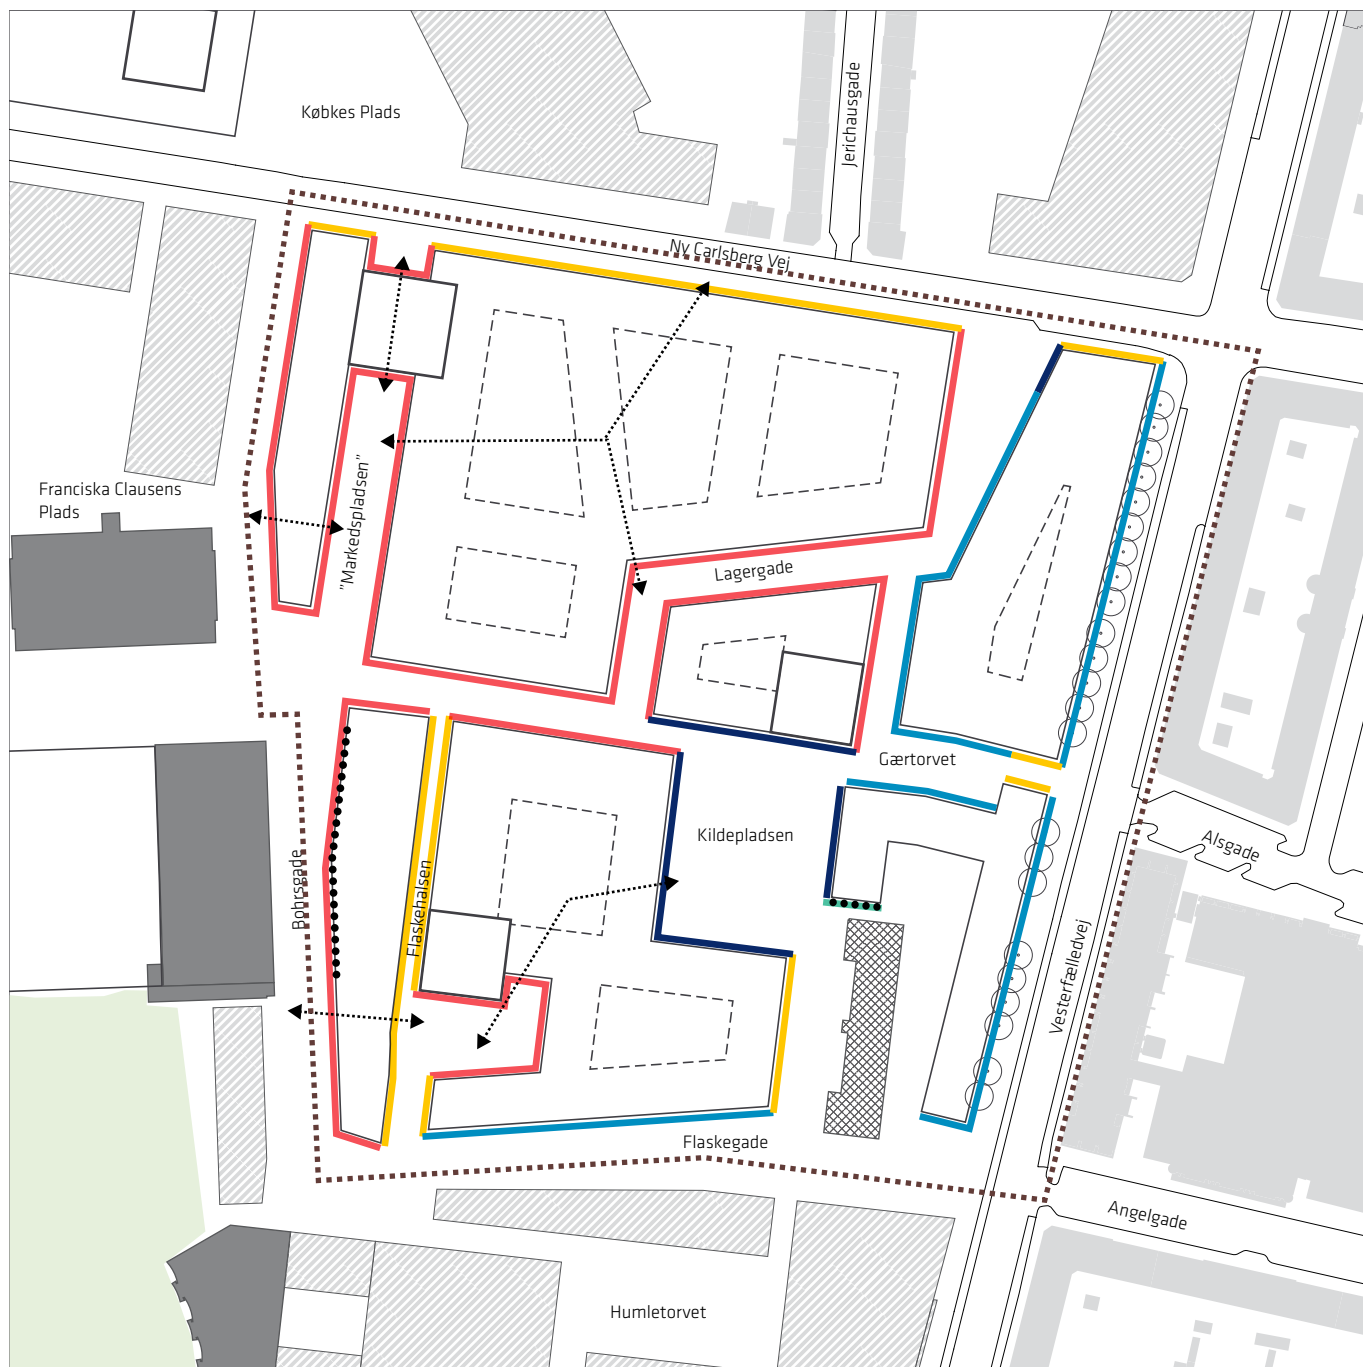 Købkes Plads
Jerichausgade
Ny Carlsberg Vej
Franciska Clausens
Plads
"Markedspladsen"
Lagergade
Gærtorvet
Kildepladsen
Alsgade
Bohrsgade
Flaskehalsen
Vesterfælledvej
Flaskegade
Angelgade
Humletorvet